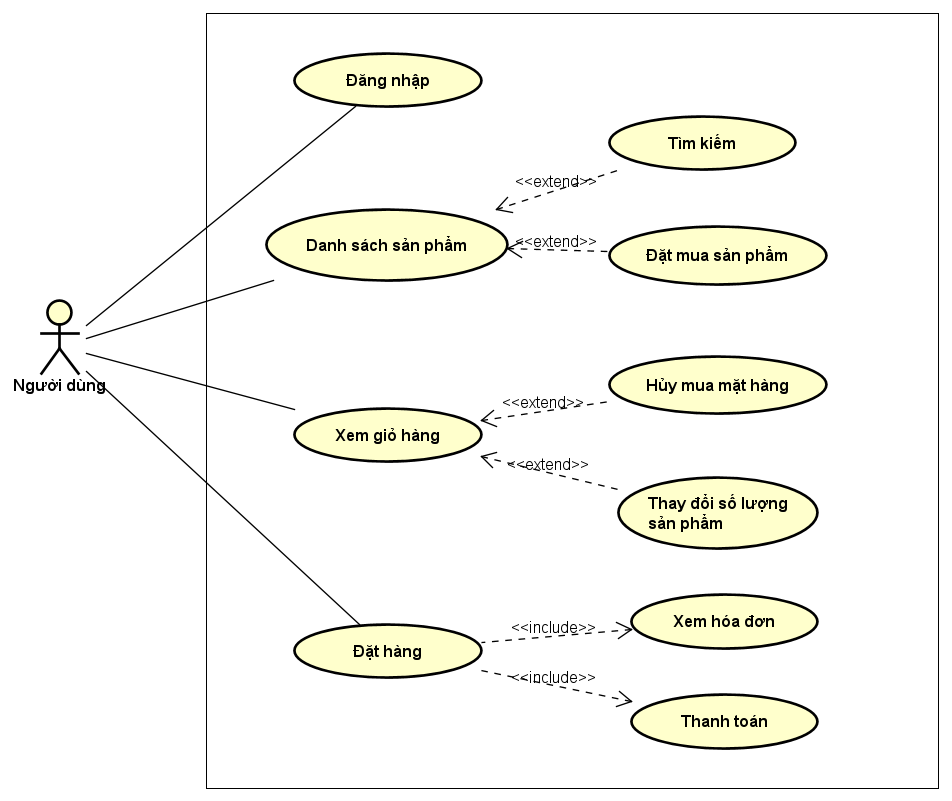 Đăng nhập
Tìm kiếm
<<extend>>
Danh sách sản phẩm
<<extend>>
Đặt mua sản phẩm
Người dùng
Hủy mua mặt hàng
<<extend>>
Xem giỏ hàng
<<extend>>
Thay đổi số lượng
sản phẩm
Xem hóa đơn
<<include>>
Đặt hàng
<<include>>
Thanh toán